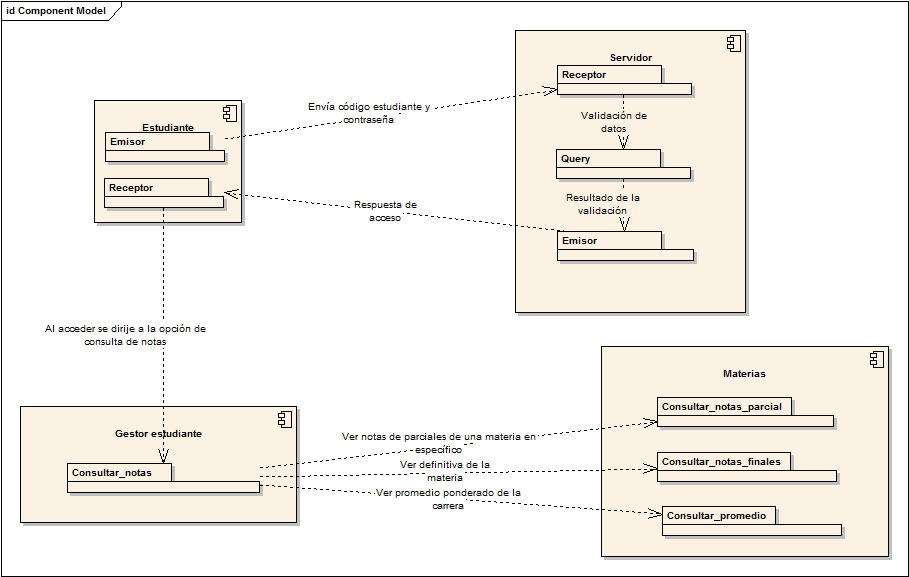 id Component Model
Servidor
Receptor
Envía código estudiante y
contraseña
Validación de
datos
Estudiante
Emisor
Query
Receptor
Resultado de la
validación
Respuesta de
acceso
Emisor
Al acceder se dirije a la opción de
consulta de notas
Materias
Consultar_notas_parcial
Gestor estudiante
Ver notas de parciales de una materia en
específico
Consultar_notas_finales
Ver definitiva de la
materia
Consultar_notas
Ver promedio ponderado de la
carrera
Consultar_promedio